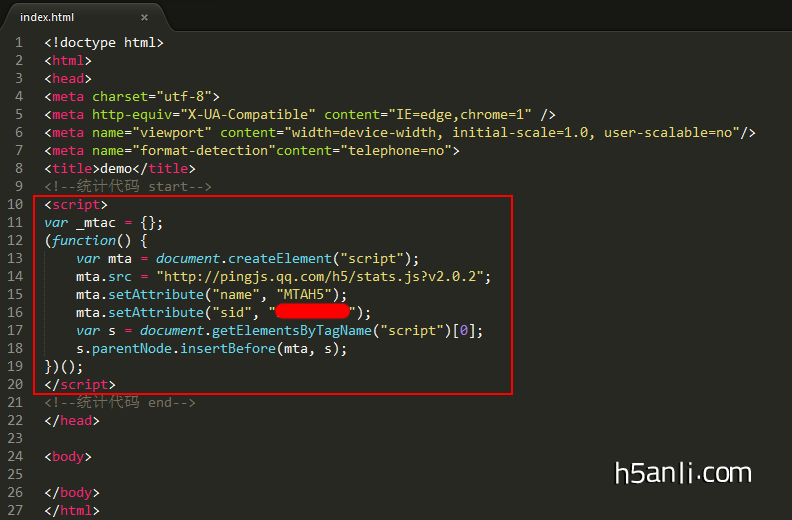 index.html ×
1 <!doctype html>
2 <html>
3 <head>
4 <meta charset="utf-8">
5 <meta http-equiv="X-UA-Compatible" content="IE=edge,chrome=1" />
6 <meta name="viewport" content="width=device-width, initial-scale=1.0, user-scalable=no"/>
7 <meta name="format-detection"content="telephone=no">
8 <title>demo</title>
9 <!--统计代码 start-->
10 <script>
11 var _mtac = {};
12 (function() {
13 var mta = document.createElement("script");
14 mta.src = "http://pingjs.qq.com/h5/stats.js?v2.0.2";
15 mta.setAttribute("name", "MTAH5");
16 mta.setAttribute("sid", "");
17 var s = document.getElementsByTagName("script")[0];
18 s.parentNode.insertBefore(mta, s);
19 })();
20 </script>
21 <!--统计代码 end-->
22 </head>
23
24 <body>
25
26 </body>
27 </html>
h5anli.com